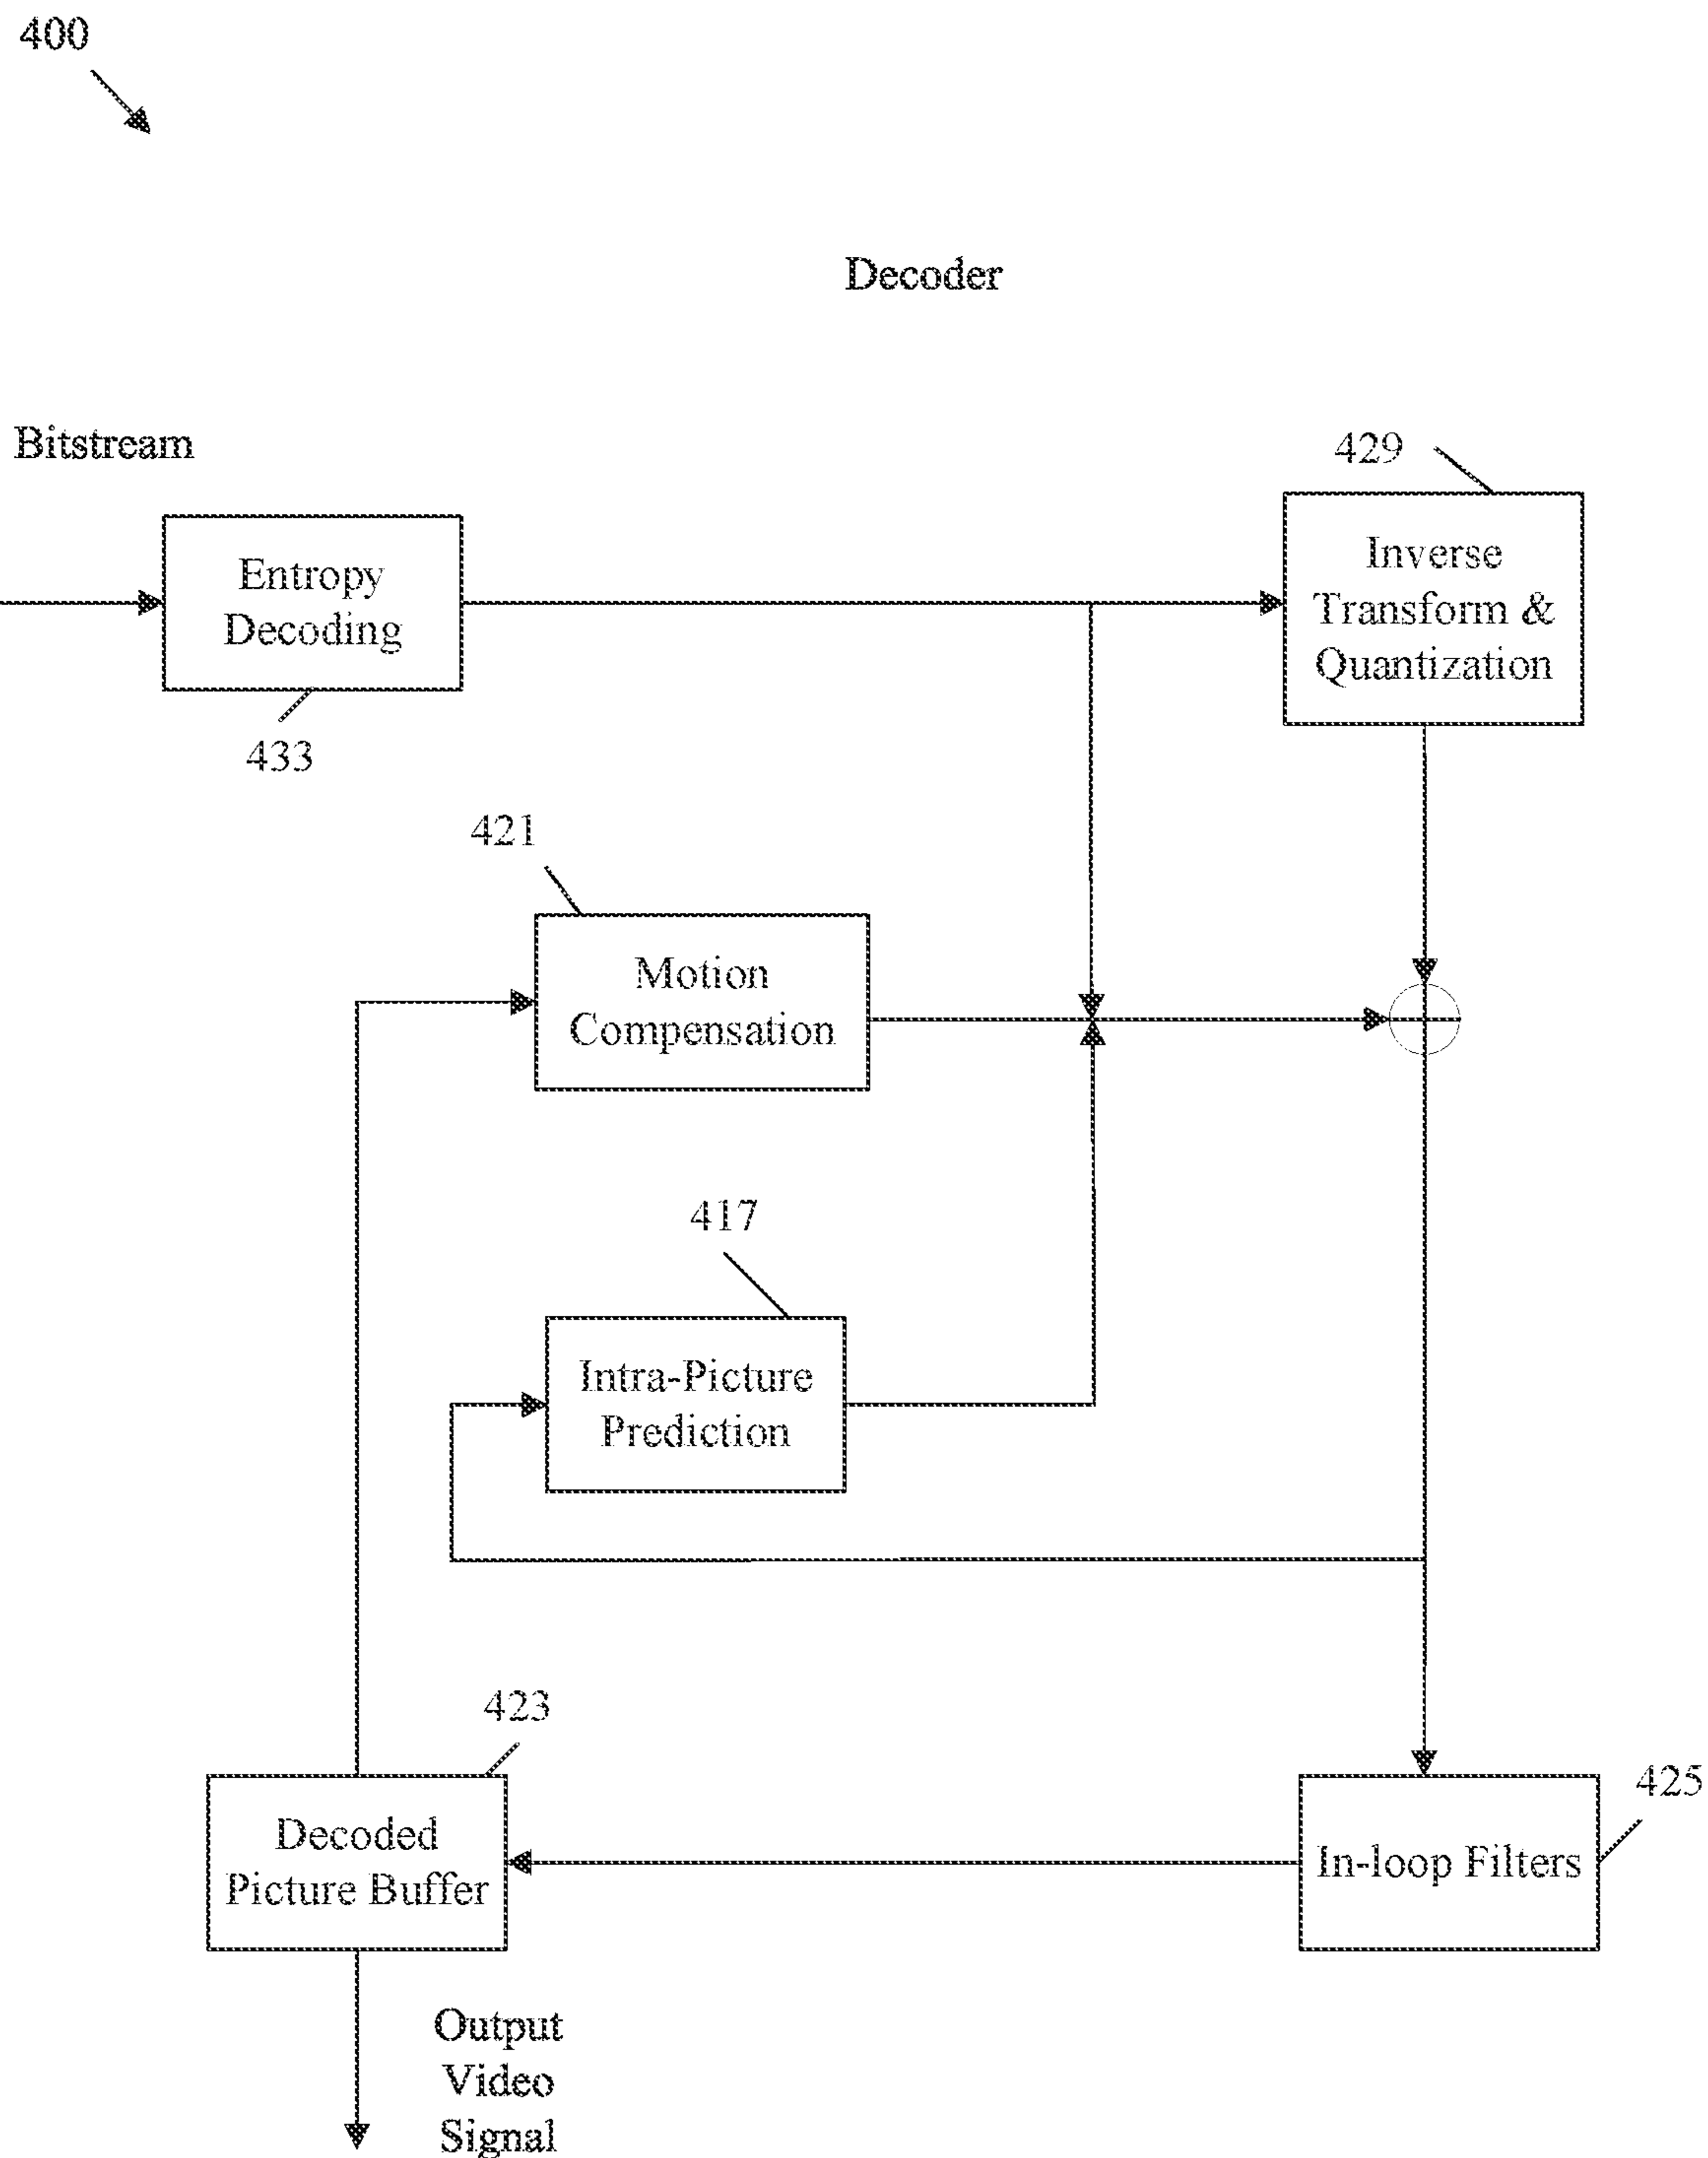 400
Decoder
Bitstream
429
Entropy
Decoding
Inverse
Transform &
Quantization
433
421
Motion
Compensation
417
Intra-Picture
Prediction
423
425
Decoded
Picture Buffer
In-loop Filters
Output
Video
Signal